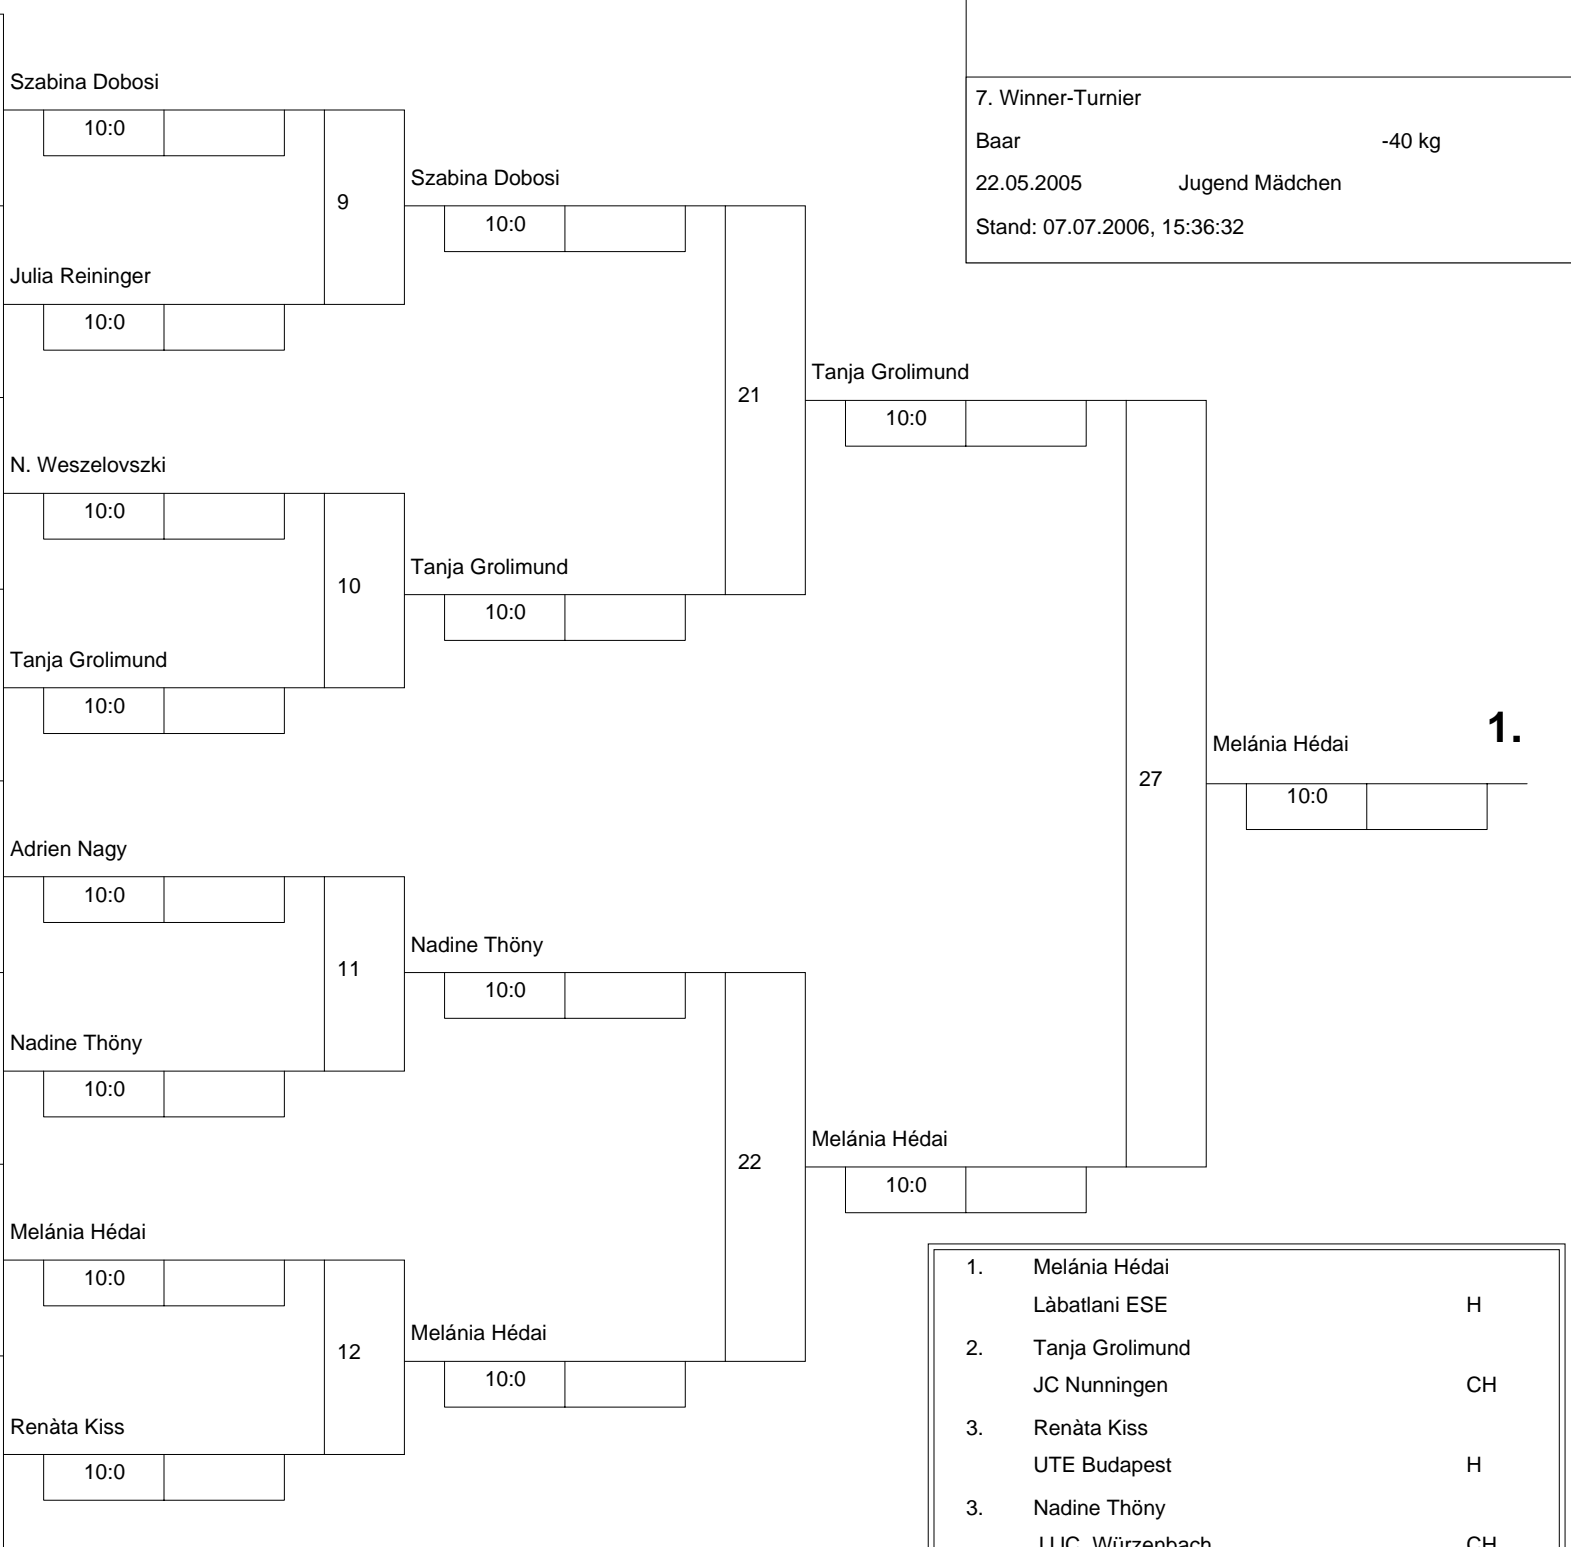 7. Winner-Turnier
Baar -40 kg
22.05.2005 Jugend Mädchen
Stand: 07.07.2006, 15:36:32
Szabina Dobosi
10:0
9
Julia Reininger
10:0
N. Weszelovszki
10:0
10
Tanja Grolimund
10:0
Adrien Nagy
10:0
11
Nadine Thöny
10:0
Melánia Hédai
10:0
12
Renàta Kiss
10:0
Szabina Dobosi
10:0
21
Tanja Grolimund
10:0
Nadine Thöny
10:0
22
Melánia Hédai
10:0
Tanja Grolimund
10:0
27
Melánia Hédai
10:0
Melánia Hédai 1.
10:0
1. Melánia Hédai
Làbatlani ESE H
2. Tanja Grolimund
JC Nunningen CH
3. Renàta Kiss
UTE Budapest H
3. Nadine Thöny
JJJC Würzenbach CH